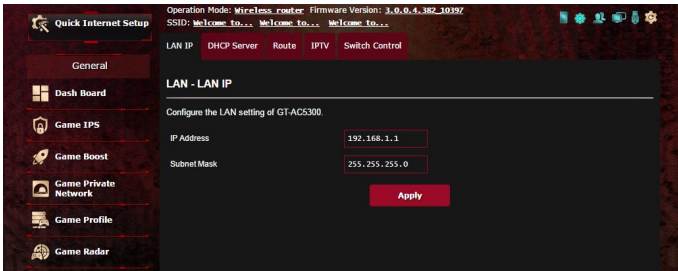 Quick Internet Setup
Operation Mode: Wireless router Firmware Version: 3.0.0.4.382_10397
SSID: Welcome to... Welcome to... Welcome to...
LAN IP DHCP Server Route IPTV Switch Control
General
Dash Board
Game IPS
Game Boost
Game Private
Network
Game Profile
Game Radar
LAN - LAN IP
Configure the LAN setting of GT-AC5300.
IP Address 192.168.1.1
Subnet Mask 255.255.255.0
Apply